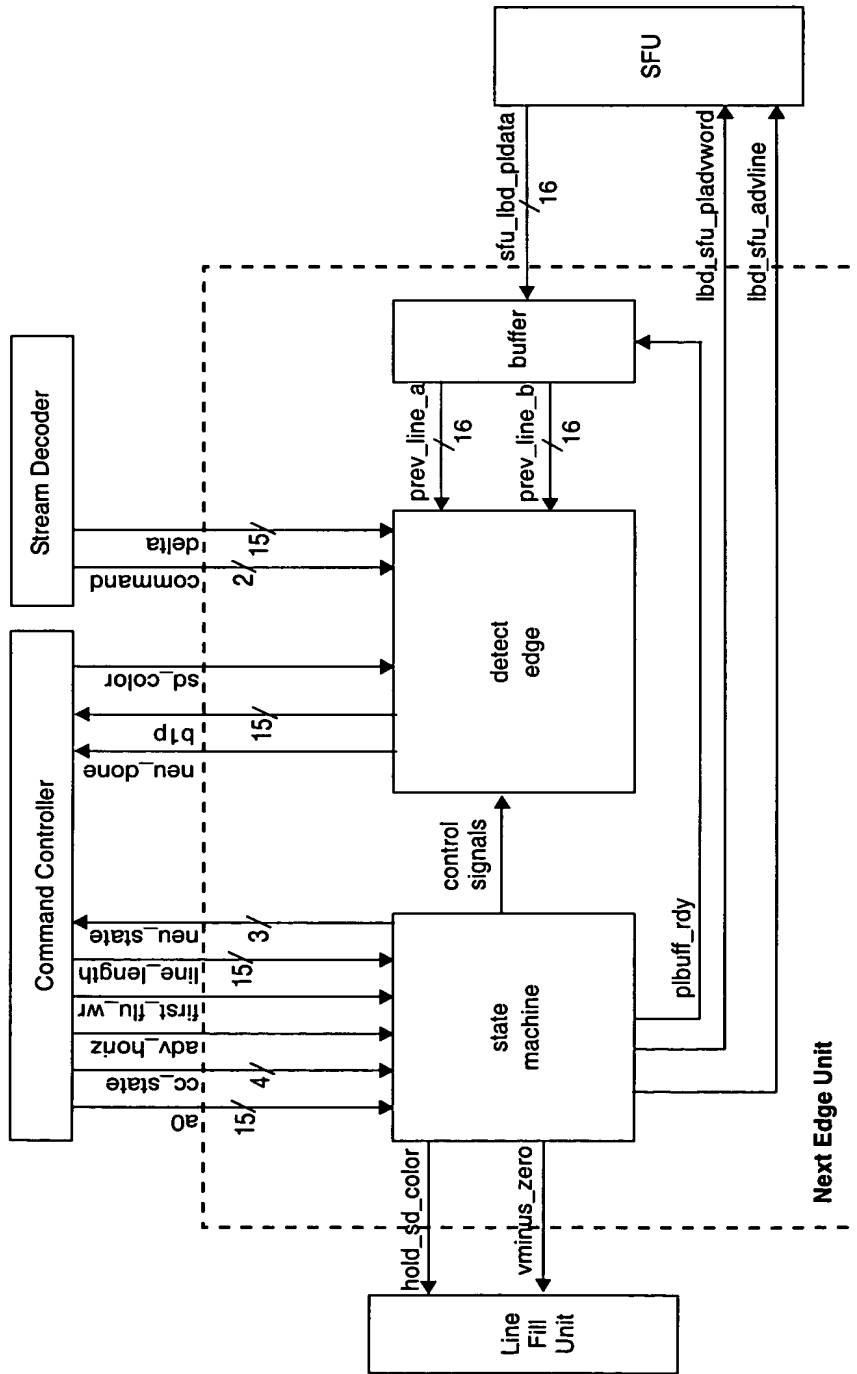 Command Controller
Stream Decoder
a0
15
cc_state
4
adv_horiz
first_flu_wr
line_length
15
neu_state
3
neu_done
b1p
15
sd_color
command
2
delta
15
hold_sd_color
vminus_zero
Line
Fill
Unit
state
machine
control
signals
detect
edge
prev_line_a
16
prev_line_b
16
buffer
sfu_lbd_pldata
16
SFU
plbuff_rdy
lbd_sfu_pladvword
lbd_sfu_advline
Next Edge Unit